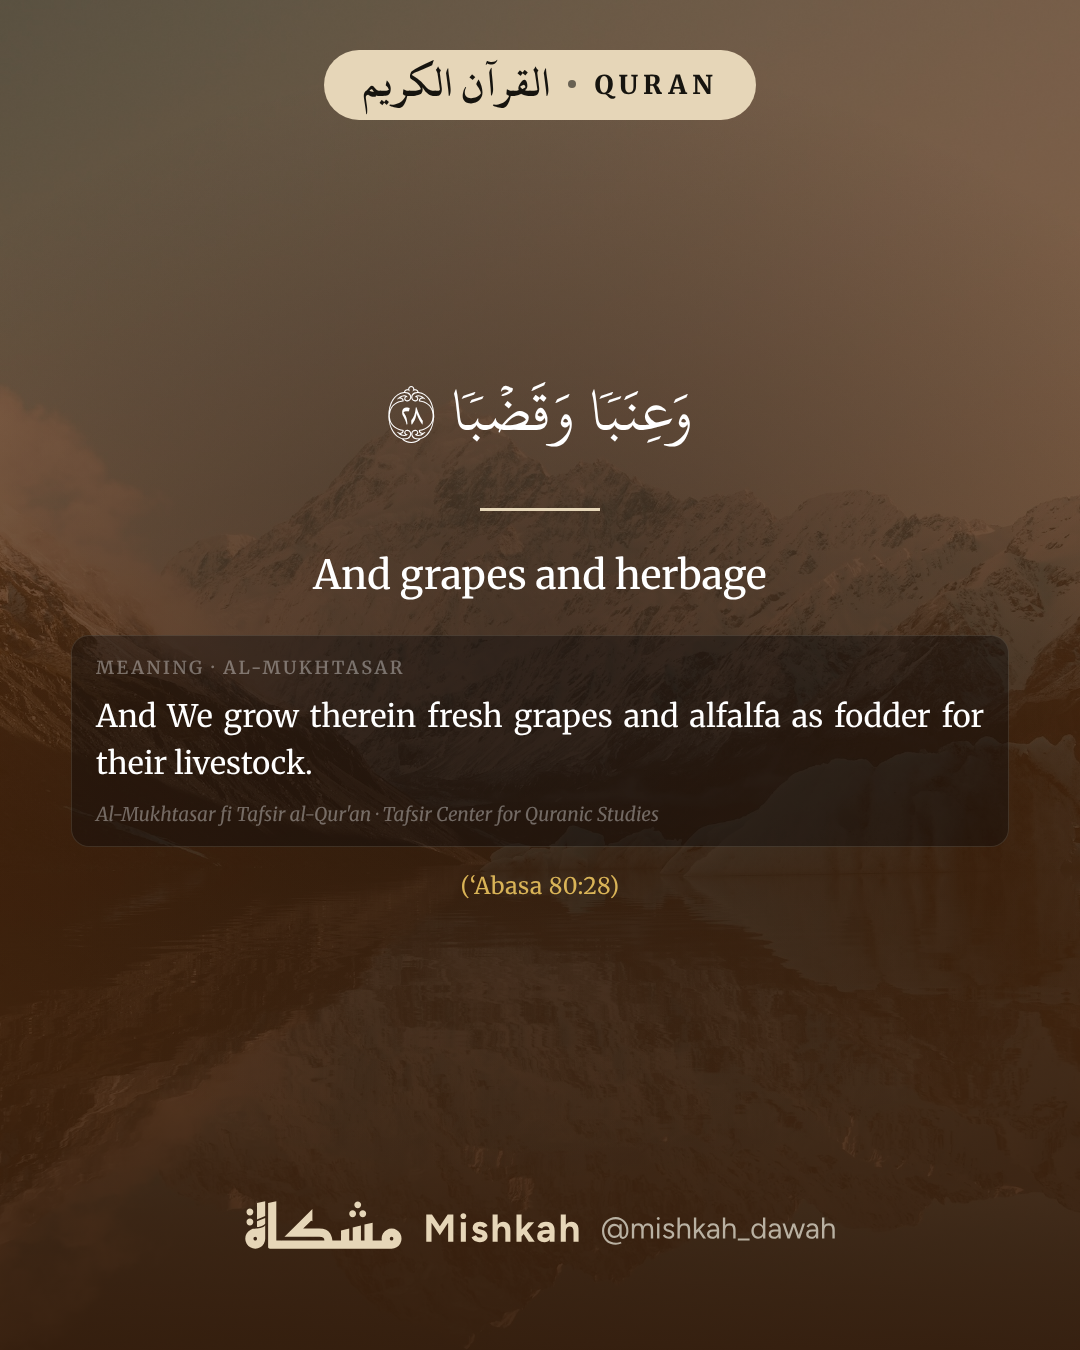 القرآن الكريم • QURAN
وَعِنَبٗا وَقَضۡبٗا ٢٨
And grapes and herbage
MEANING · AL-MUKHTASAR
And We grow therein fresh grapes and alfalfa as fodder for
their livestock.
Al-Mukhtasar fi Tafsir al-Qur'an · Tafsir Center for Quranic Studies
(‘Abasa 80:28)
مشكاة Mishkah @mishkah_dawah